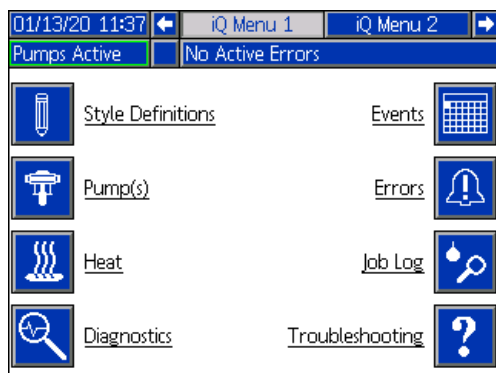 01/13/20 11:37 iQ Menu 1 iQ Menu 2
Pumps Active No Active Errors
Style Definitions Events
Pump(s) Errors
Heat Job Log
Diagnostics Troubleshooting ?